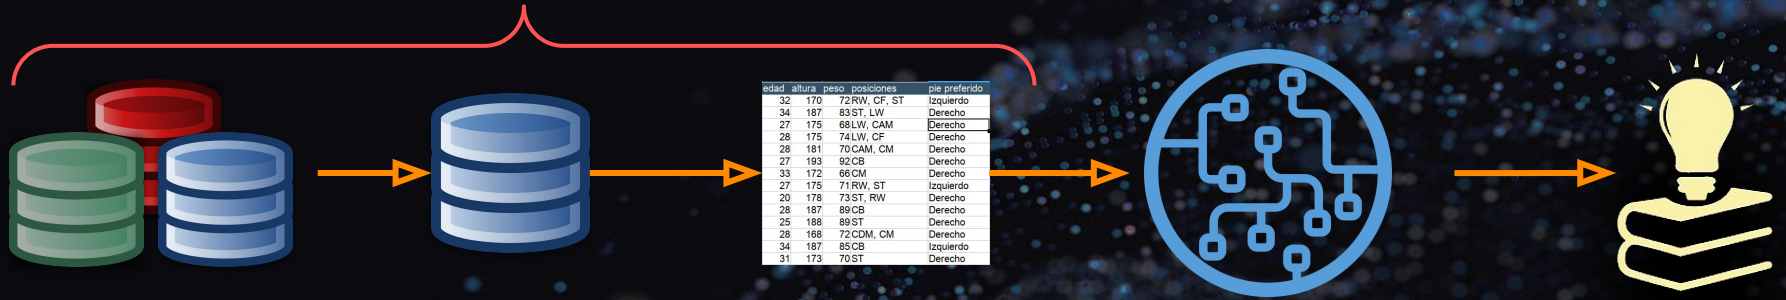 edad altura peso posiciones pie preferido
32 170 72 RW, CF, ST Izquierdo
34 187 83 ST, LW Derecho
27 175 68 LW, CAM Derecho
28 175 74 LW, CF Derecho
28 181 70 CAM, CM Derecho
27 193 92 CB Derecho
33 172 66 CM Derecho
27 175 71 RW, ST Izquierdo
20 178 73 ST, RW Derecho
28 187 89 CB Derecho
25 188 89 ST Derecho
28 168 72 CDM, CM Derecho
34 187 85 CB Izquierdo
31 173 70 ST Derecho